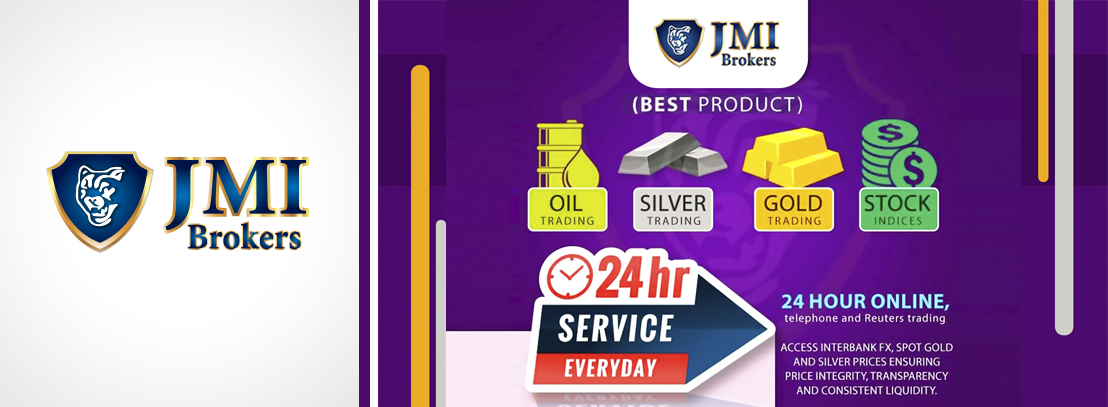 JMI
Brokers
JMI
Brokers
(BEST PRODUCT)
OIL
TRADING
SILVER
TRADING
GOLD
TRADING
STOCK
INDICES
24hr
SERVICE
EVERYDAY
24 HOUR ONLINE,
telephone and Reuters trading
ACCESS INTERBANK FX, SPOT GOLD
AND SILVER PRICES ENSURING
PRICE INTEGRITY, TRANSPARENCY
AND CONSISTENT LIQUIDITY.